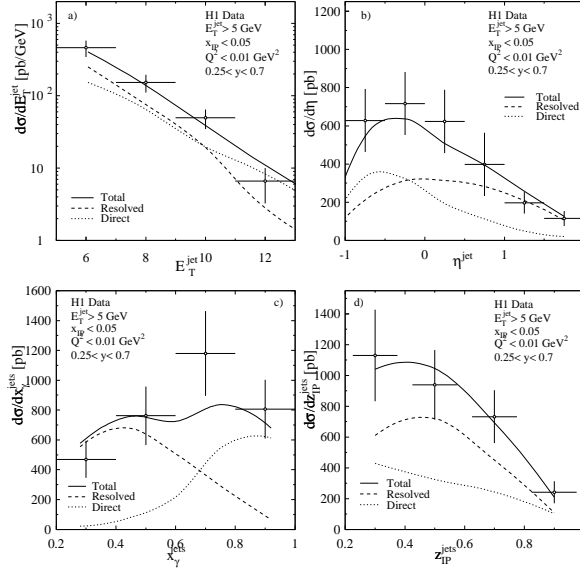 a)
H1 Data
E_T^jet > 5 GeV
x_IP < 0.05
Q² < 0.01 GeV²
0.25< y < 0.7
dσ/dE_T^jet [pb/GeV]
10³
10²
10
1
Total
Resolved
Direct
6 8 10 12
E_T^jet
b)
H1 Data
E_T^jet > 5 GeV
x_IP < 0.05
Q² < 0.01 GeV²
0.25< y < 0.7
dσ/dη [pb]
1200
1000
800
600
400
200
0
Total
Resolved
Direct
-1 -0.5 0 0.5 1 1.5
η^jet
c)
H1 Data
E_T^jet > 5 GeV
x_IP < 0.05
Q² < 0.01 GeV²
0.25< y < 0.7
dσ/dx_γ^jets [pb]
1600
1400
1200
1000
800
600
400
200
0
Total
Resolved
Direct
0.2 0.4 0.6 0.8 1
x_γ^jets
d)
H1 Data
E_T^jet > 5 GeV
x_IP < 0.05
Q² < 0.01 GeV²
0.25< y < 0.7
dσ/dz_IP^jets [pb]
1600
1400
1200
1000
800
600
400
200
0
Total
Resolved
Direct
0.2 0.4 0.6 0.8 1
z_IP^jets